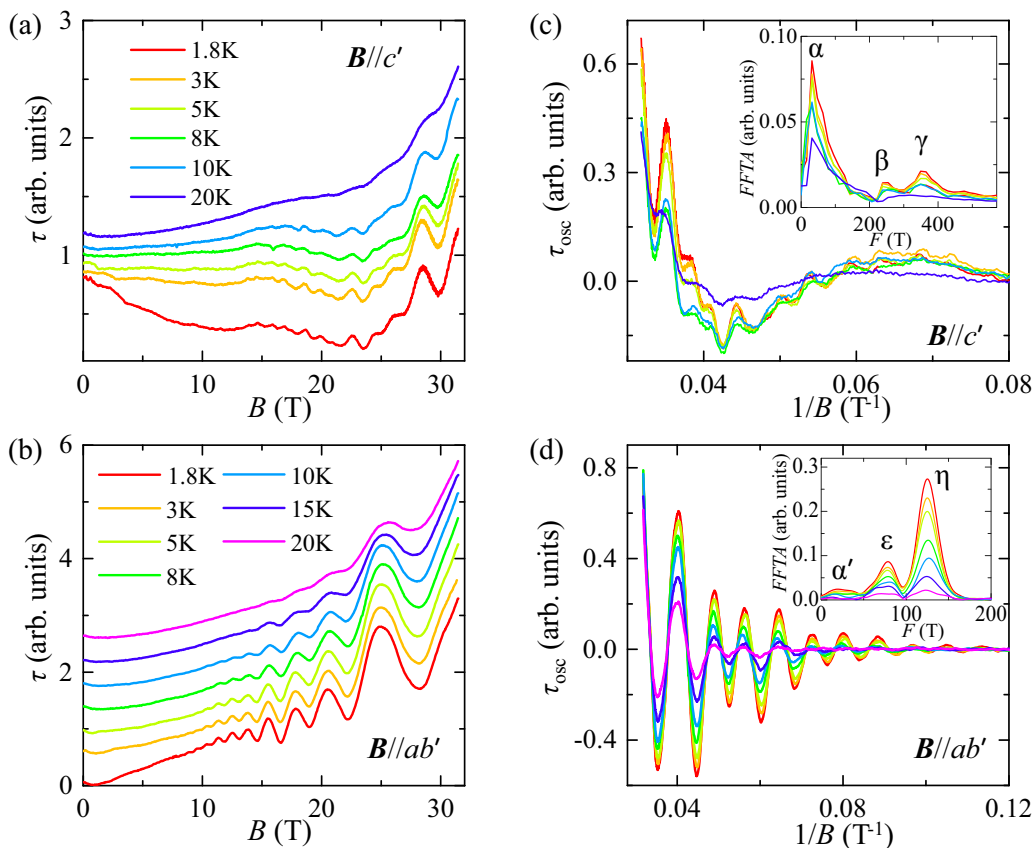 (a)
3
2
1
0
τ (arb. units)
1.8K
3K
5K
8K
10K
20K
B//c′
0 10 20 30
B (T)
(c)
0.6
0.3
0.0
τosc (arb. units)
0.10
0.05
0.00
FFTA (arb. units)
α
β
γ
0 200 400
F (T)
B//c′
0.04 0.06 0.08
1/B (T-1)
(b)
6
4
2
0
τ (arb. units)
1.8K
3K
5K
8K
10K
15K
20K
B//ab′
0 10 20 30
B (T)
(d)
0.8
0.4
0.0
-0.4
τosc (arb. units)
0.3
0.2
0.1
0.0
FFTA (arb. units)
α′
ε
η
0 100 200
F (T)
B//ab′
0.04 0.08 0.12
1/B (T-1)